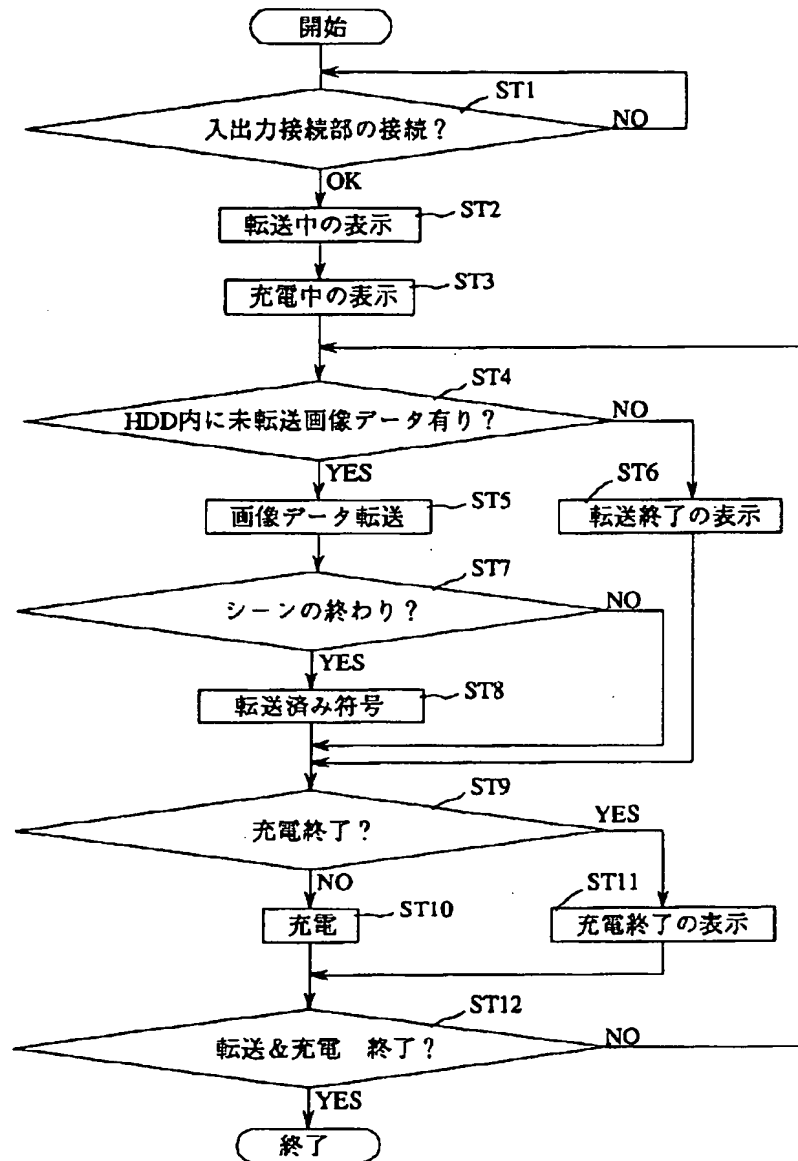 開始
ST1
入出力接続部の接続?
NO
OK
転送中の表示
ST2
充電中の表示
ST3
ST4
HDD内に未転送画像データ有り?
NO
YES
画像データ転送
ST5
ST6
転送終了の表示
ST7
シーンの終わり?
NO
YES
転送済み符号
ST8
ST9
充電終了?
YES
NO
充電
ST10
ST11
充電終了の表示
ST12
転送&充電 終了?
NO
YES
終了